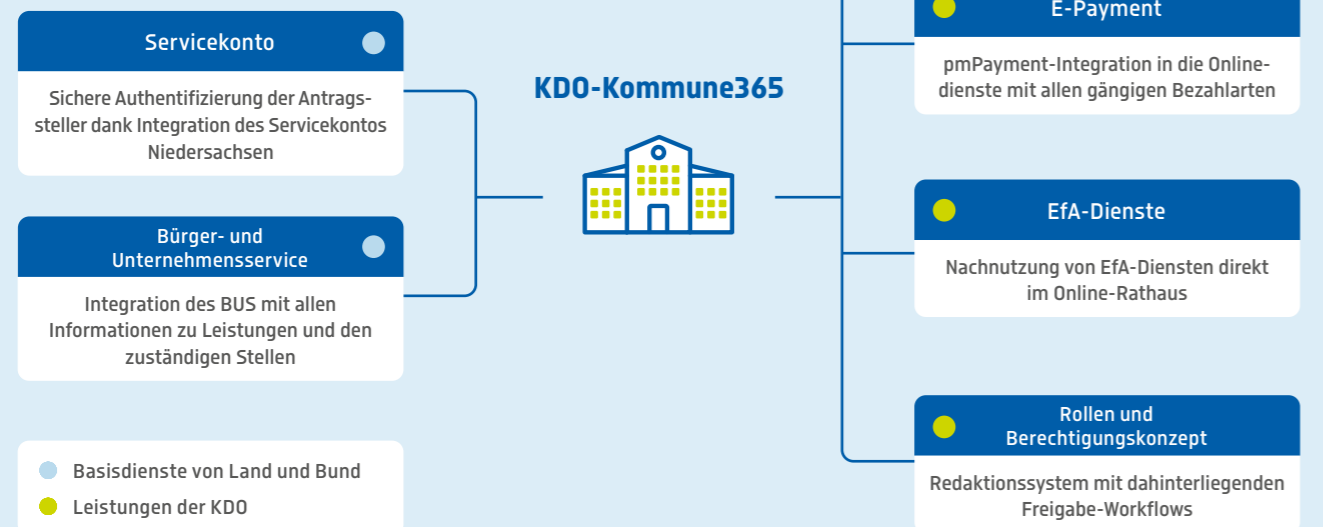 Servicekonto
Sichere Authentifizierung der Antrags-
steller dank Integration des Servicekontos
Niedersachsen
Bürger- und
Unternehmensservice
Integration des BUS mit allen
Informationen zu Leistungen und den
zuständigen Stellen
Basisdienste von Land und Bund
Leistungen der KDO
KDO-Kommune365
E-Payment
pmPayment-Integration in die Online-
dienste mit allen gängigen Bezahlarten
EfA-Dienste
Nachnutzung von EfA-Diensten direkt
im Online-Rathaus
Rollen und
Berechtigungskonzept
Redaktionssystem mit dahinterliegenden
Freigabe-Workflows